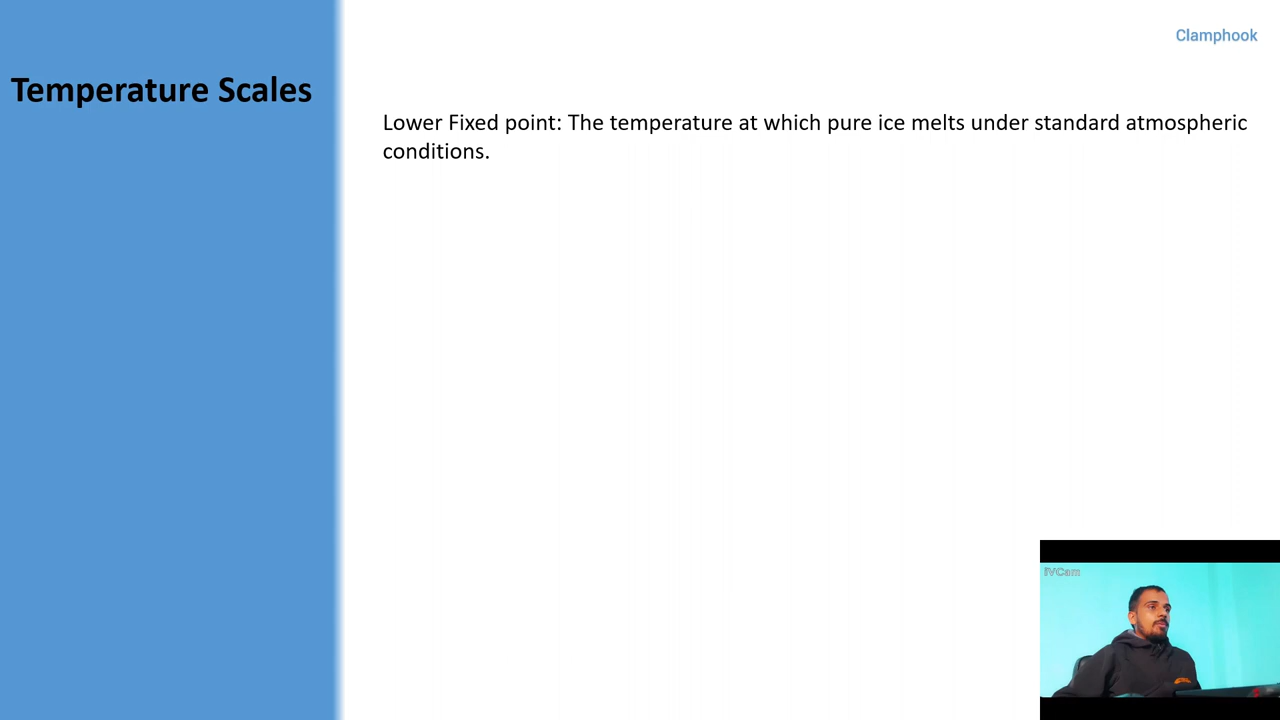 Clamphook
Temperature Scales
Lower Fixed point: The temperature at which pure ice melts under standard atmospheric
conditions.
iVCam